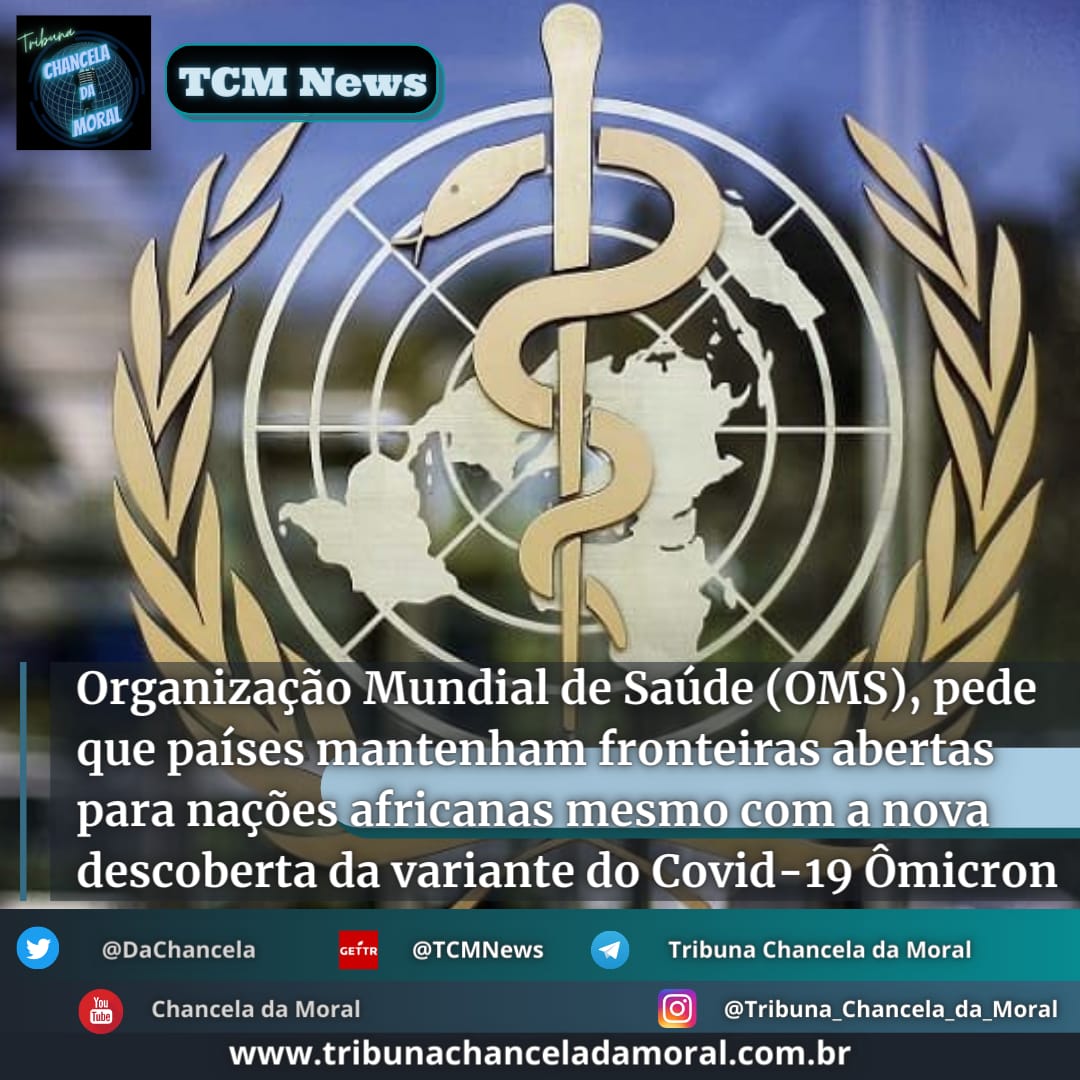 Tribuna
CHANCELA
DA
MORAL
TCM News
Organização Mundial de Saúde (OMS), pede
que países mantenham fronteiras abertas
para nações africanas mesmo com a nova
descoberta da variante do Covid-19 Ômicron
@DaChancela
GETTR
@TCMNews
Tribuna Chancela da Moral
You
Tube
Chancela da Moral
@Tribuna_Chancela_da_Moral
www.tribunachanceladamoral.com.br